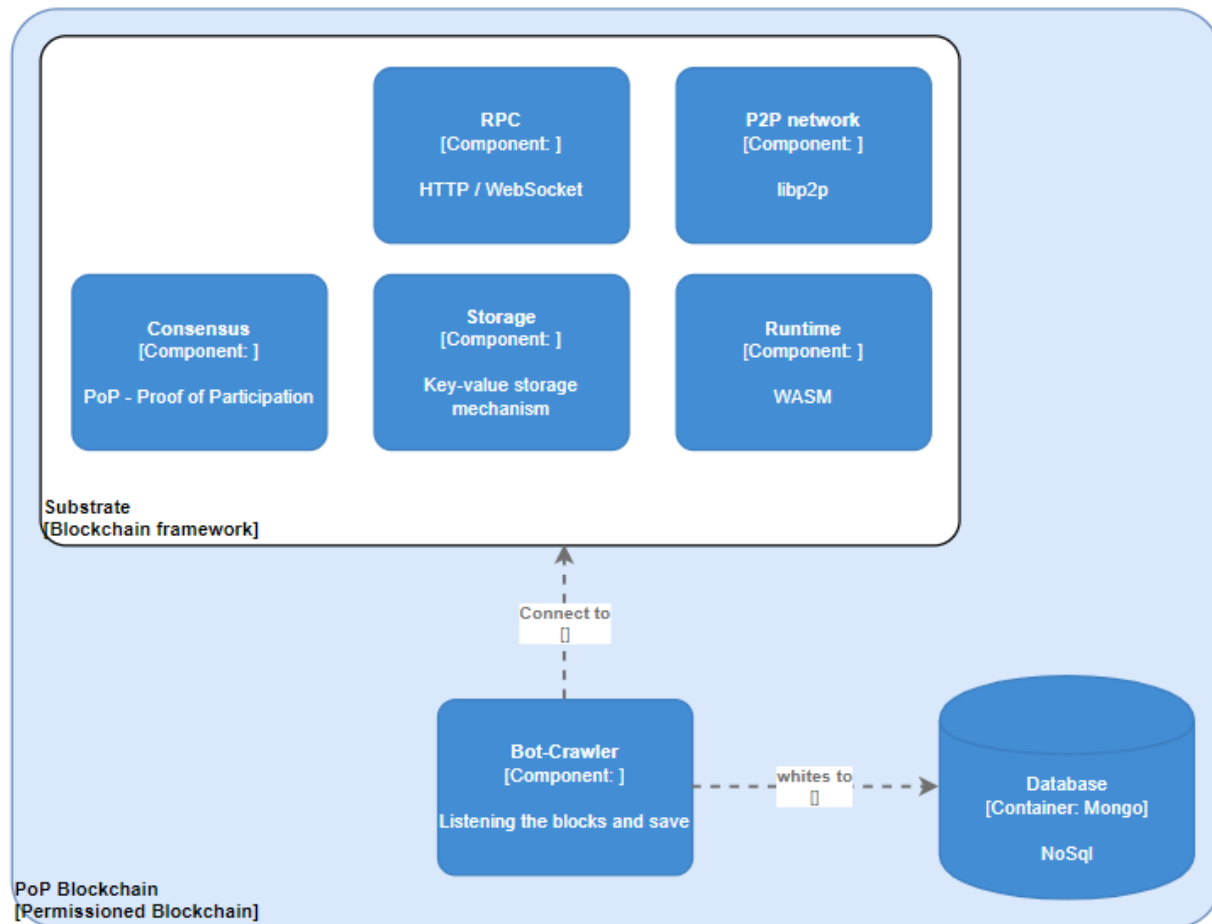 RPC
[Component: ]
HTTP / WebSocket
P2P network
[Component: ]
libp2p
Consensus
[Component: ]
PoP - Proof of Participation
Storage
[Component: ]
Key-value storage
mechanism
Runtime
[Component: ]
WASM
Substrate
[Blockchain framework]
Connect to
[]
Bot-Crawler
[Component: ]
Listening the blocks and save
whites to
[]
Database
[Container: Mongo]
NoSql
PoP Blockchain
[Permissioned Blockchain]